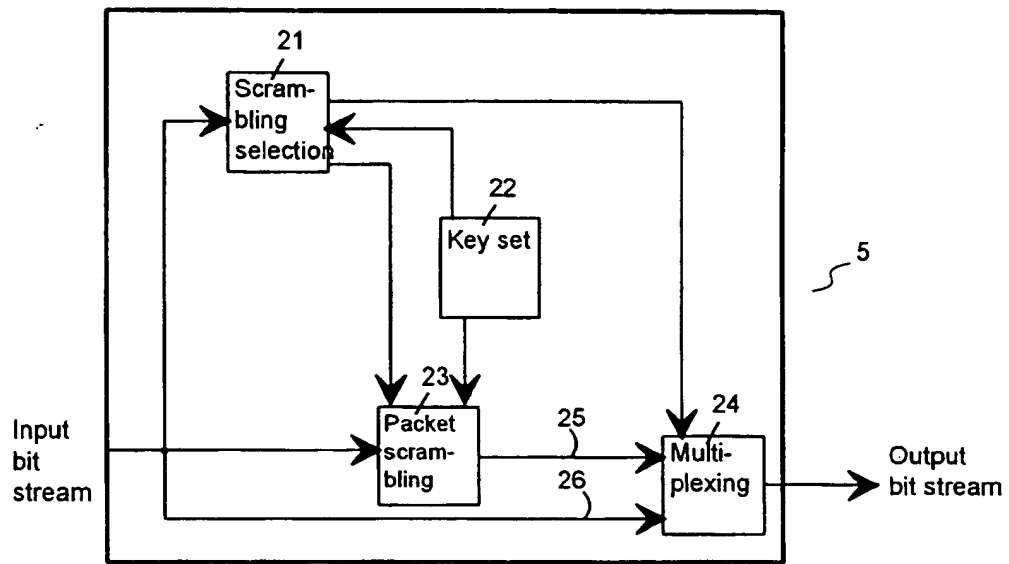 21
Scram-
bling
selection
22
Key set
5
23
Packet
scram-
bling
25
24
Multi-
plexing
26
Input
bit
stream
Output
bit stream